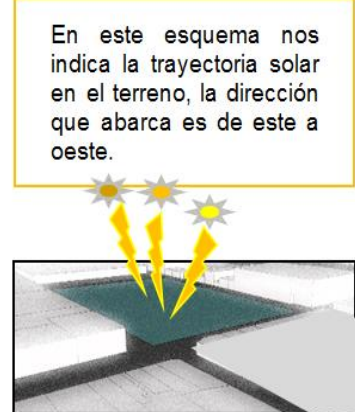 En este esquema nos
indica la trayectoria solar
en el terreno, la dirección
que abarca es de este a
oeste.